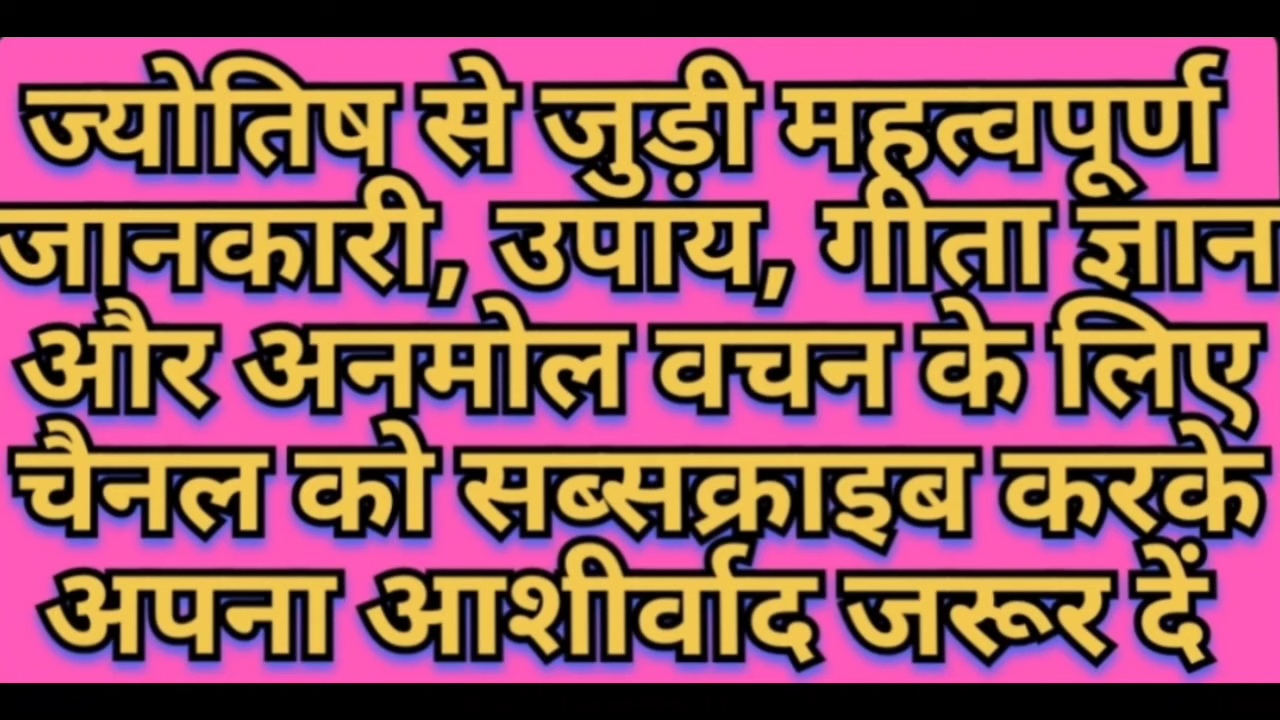 ज्योतिष से जुड़ी महत्वपूर्ण
जानकारी, उपाय, गीता ज्ञान
और अनमोल वचन के लिए
चैनल को सब्सक्राइब करके
अपना आशीर्वाद जरूर दें